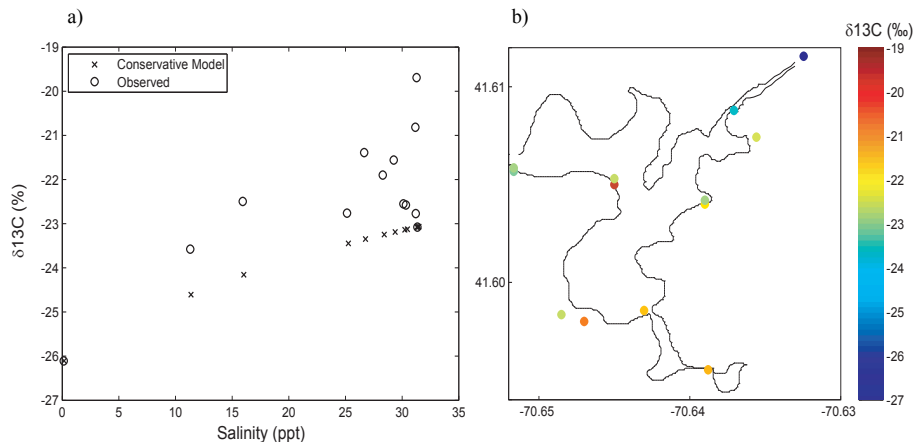 a)
b)
δ13C (‰)
× Conservative Model
○ Observed
-19
-20
-21
-22
-23
-24
-25
-26
-27
δ13C (%)
0 5 10 15 20 25 30 35
Salinity (ppt)
41.61
41.60
-70.65 -70.64 -70.63
-19
-20
-21
-22
-23
-24
-25
-26
-27